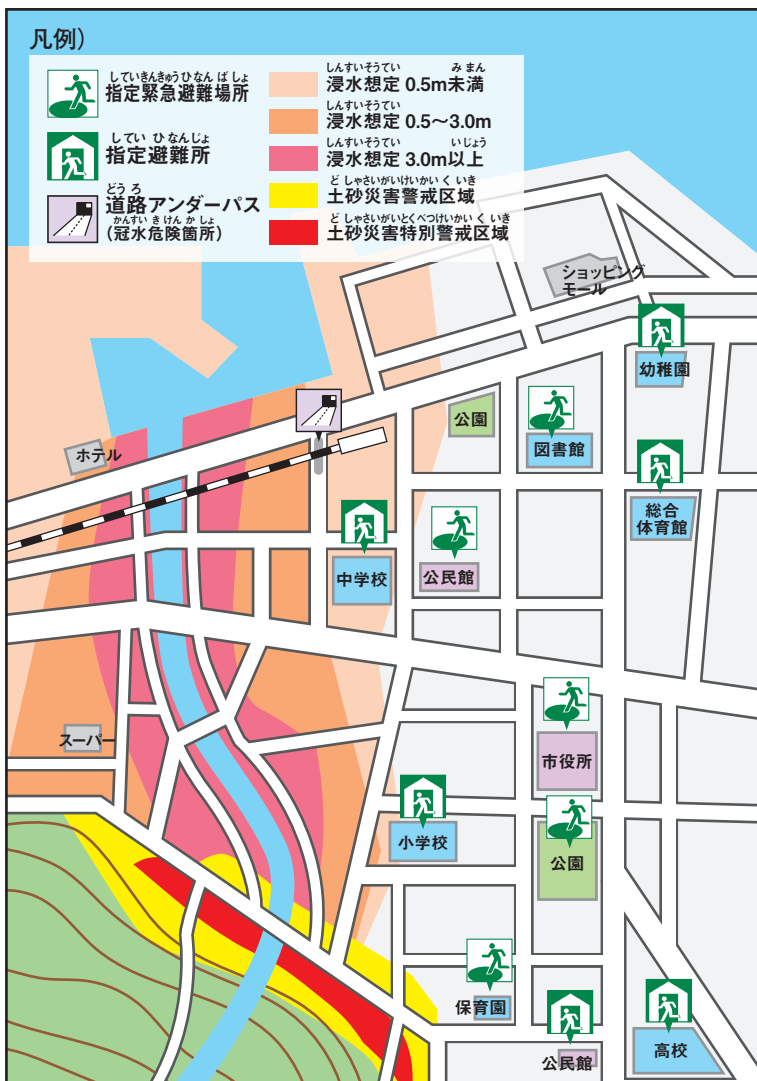 凡例)
していきんきゅうひなんばしょ
指定緊急避難場所
していひなんじょ
指定避難所
どうろ
道路アンダーパス
かんすいきけんかしょ
(冠水危険箇所)
しんすいそうてい みまん
浸水想定 0.5m未満
しんすいそうてい
浸水想定 0.5〜3.0m
しんすいそうてい いじょう
浸水想定 3.0m以上
どしゃさいがいけいかいくいき
土砂災害警戒区域
どしゃさいがいとくべつけいかいくいき
土砂災害特別警戒区域
ショッピング
モール
幼稚園
公園
図書館
ホテル
総合
体育館
中学校
公民館
スーパー
市役所
小学校
公園
保育園
公民館
高校